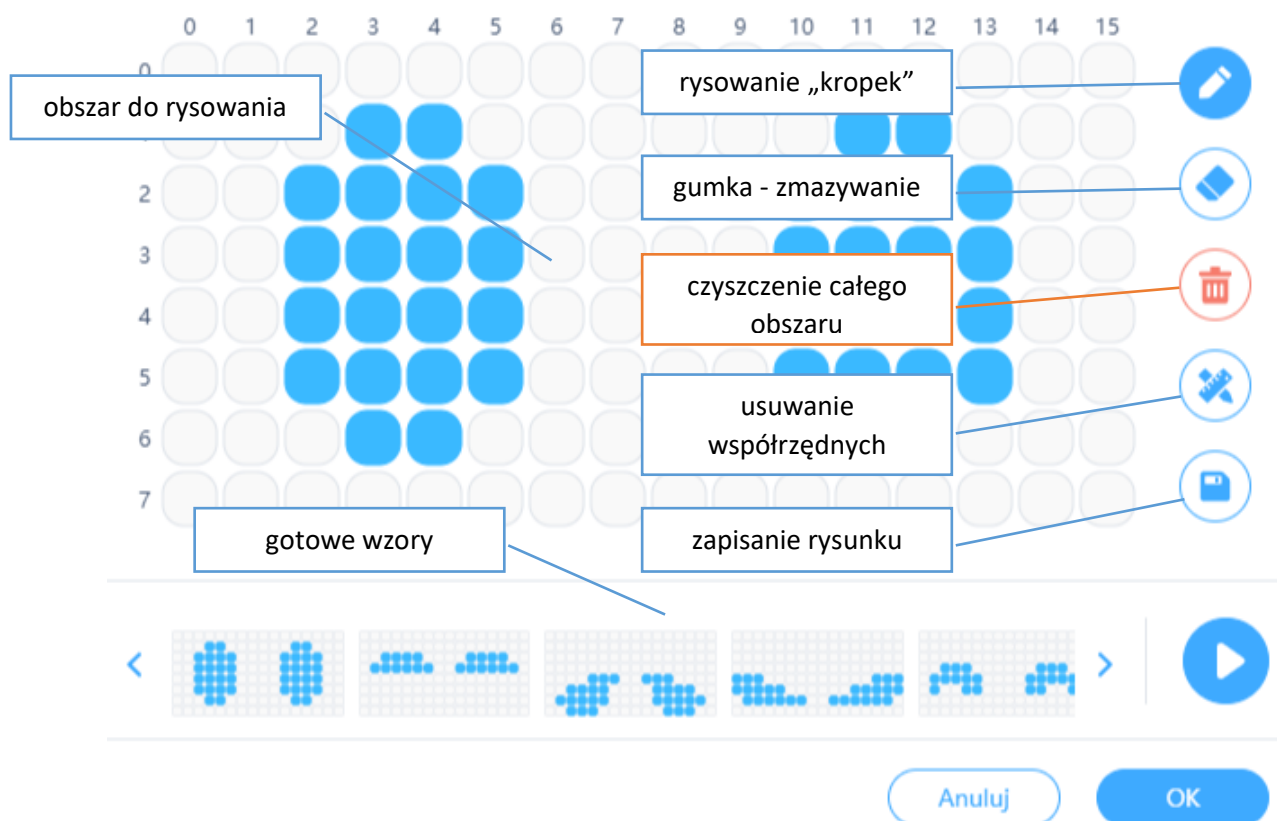 0 1 2 3 4 5 6 7 8 9 10 11 12 13 14 15
0
obszar do rysowania
rysowanie „kropek”
2
gumka - zmazywanie
3
czyszczenie całego
obszaru
4
5
usuwanie
współrzędnych
6
7
gotowe wzory
zapisanie rysunku
Anuluj
OK